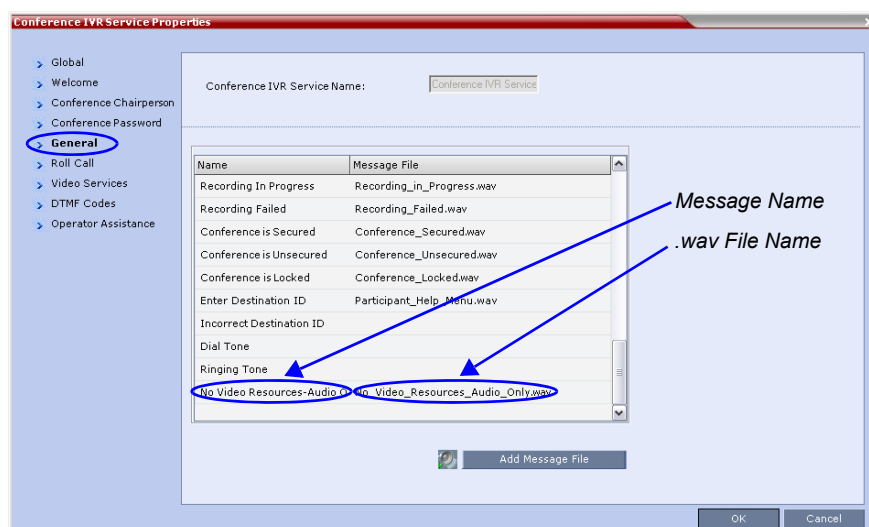 Conference IVR Service Properties
Global
Welcome
Conference Chairperson
Conference Password
General
Roll Call
Video Services
DTMF Codes
Operator Assistance
Conference IVR Service Name: Conference IVR Service
Name Message File
Recording In Progress Recording_in_Progress.wav
Recording Failed Recording_Failed.wav
Conference is Secured Conference_Secured.wav
Conference is Unsecured Conference_Unsecured.wav
Conference is Locked Conference_Locked.wav
Enter Destination ID Participant_Help_Menu.wav
Incorrect Destination ID
Dial Tone
Ringing Tone
No Video Resources-Audio O No_Video_Resources_Audio_Only.wav
Message Name
.wav File Name
Add Message File
OK Cancel